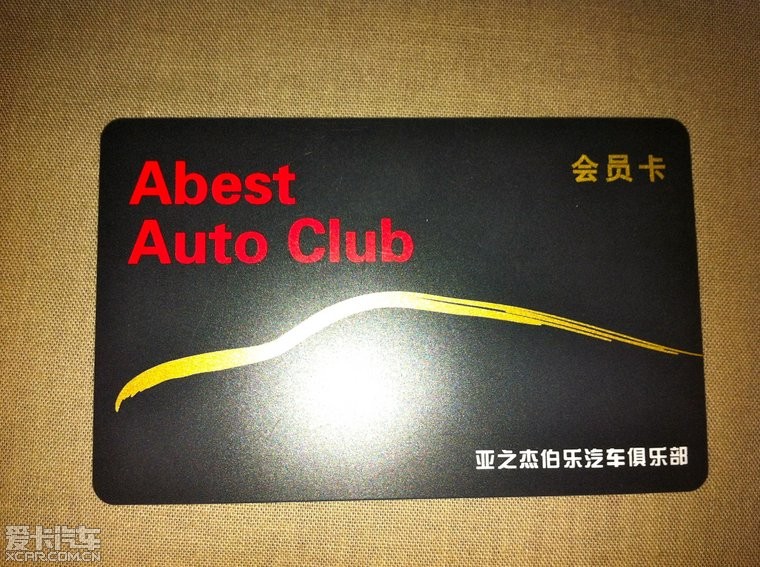 会员卡
Abest
Auto Club
亚之杰伯乐汽车俱乐部
爱卡汽车
XCAR.COM.CN